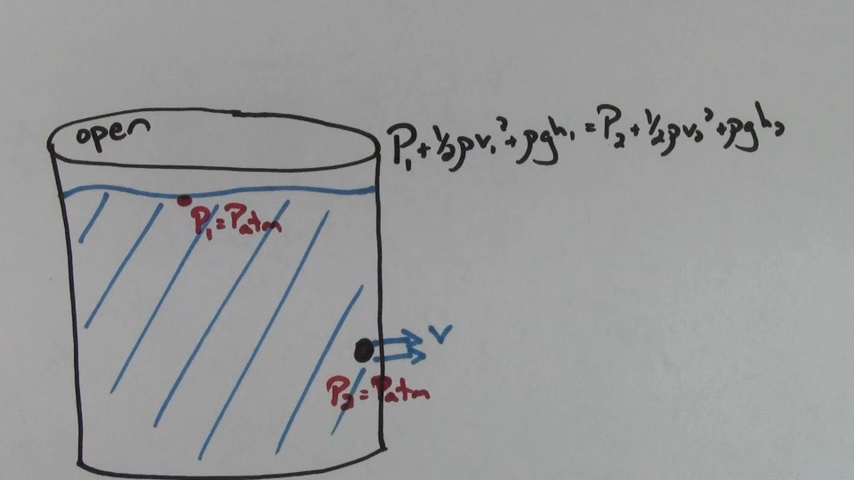 open
P₁ + ½ρv₁² + ρgh₁ = P₂ + ½ρv₂² + ρgh₂
P₁ = Patm
v
P₂ = Patm